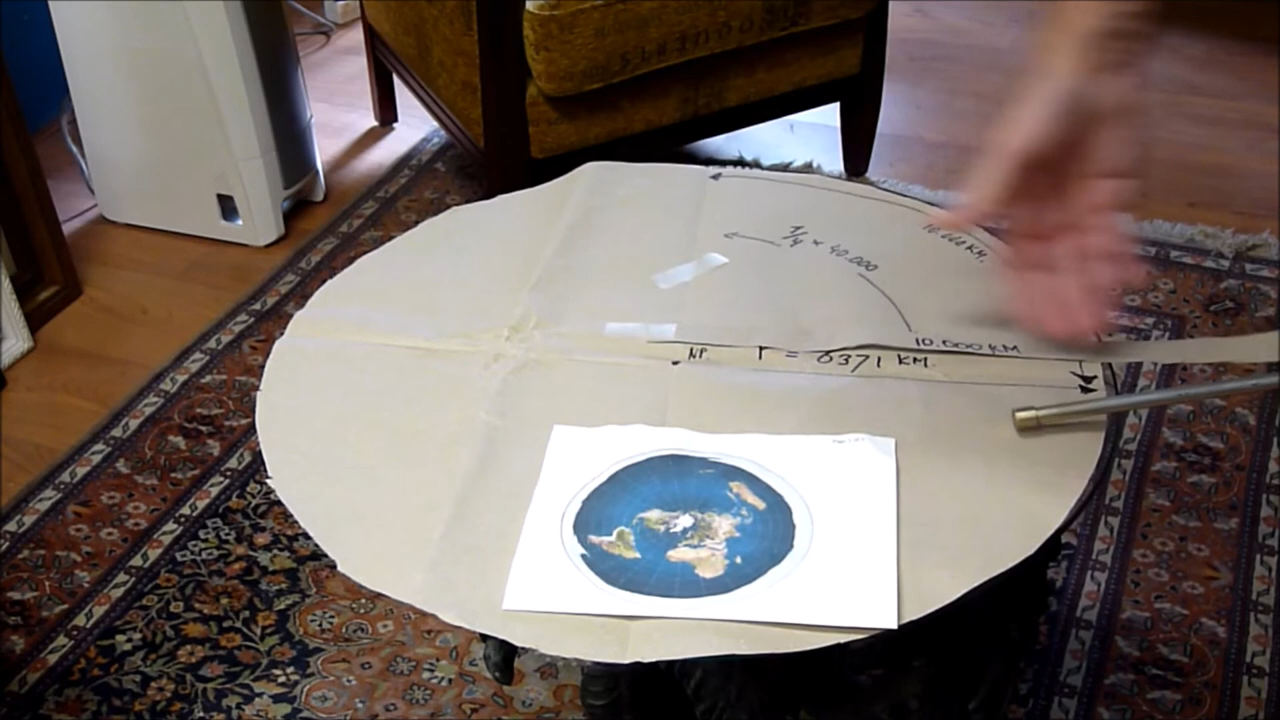 10.000 KM.
1/4 * 40.000
10.000 KM
NP. r = 6371 KM.